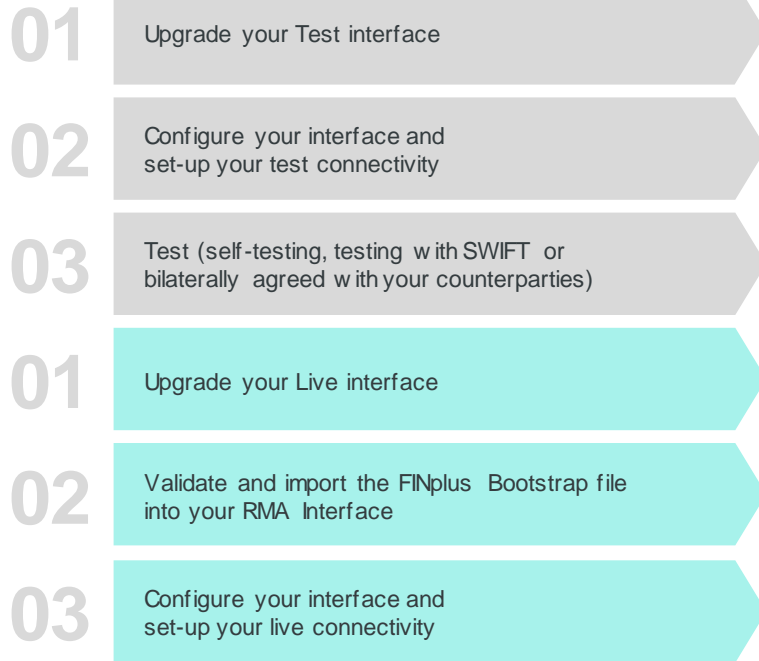 01
Upgrade your Test interface
02
Configure your interface and
set-up your test connectivity
03
Test (self-testing, testing with SWIFT or
bilaterally agreed with your counterparties)
01
Upgrade your Live interface
02
Validate and import the FINplus Bootstrap file
into your RMA Interface
03
Configure your interface and
set-up your live connectivity